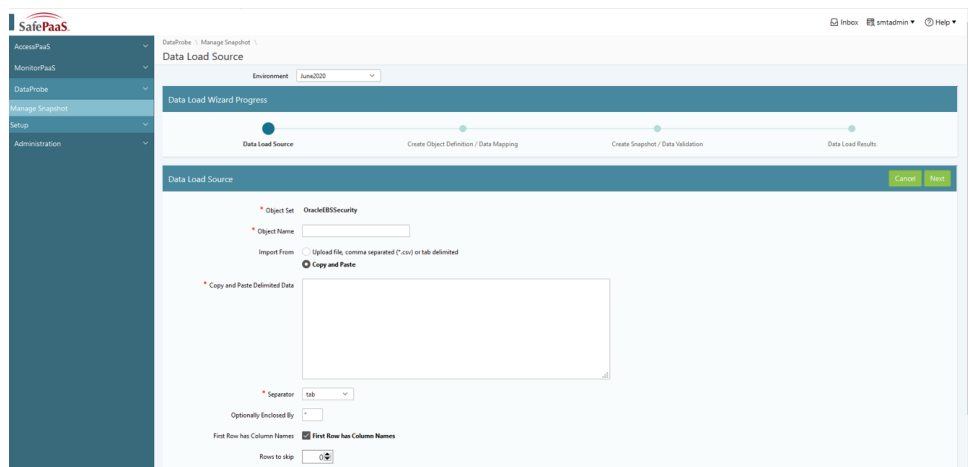 SafePaaS
Inbox smtadmin Help
AccessPaaS
MonitorPaaS
DataProbe
Manage Snapshot
Setup
Administration
DataProbe \ Manage Snapshot \
Data Load Source
Environment June2020
Data Load Wizard Progress
Data Load Source Create Object Definition / Data Mapping Create Snapshot / Data Validation Data Load Results
Data Load Source Cancel Next
* Object Set OracleEBSSecurity
* Object Name
Import From Upload file, comma separated (*.csv) or tab delimited
Copy and Paste
* Copy and Paste Delimited Data
* Separator tab
Optionally Enclosed By "
First Row has Column Names First Row has Column Names
Rows to skip 0